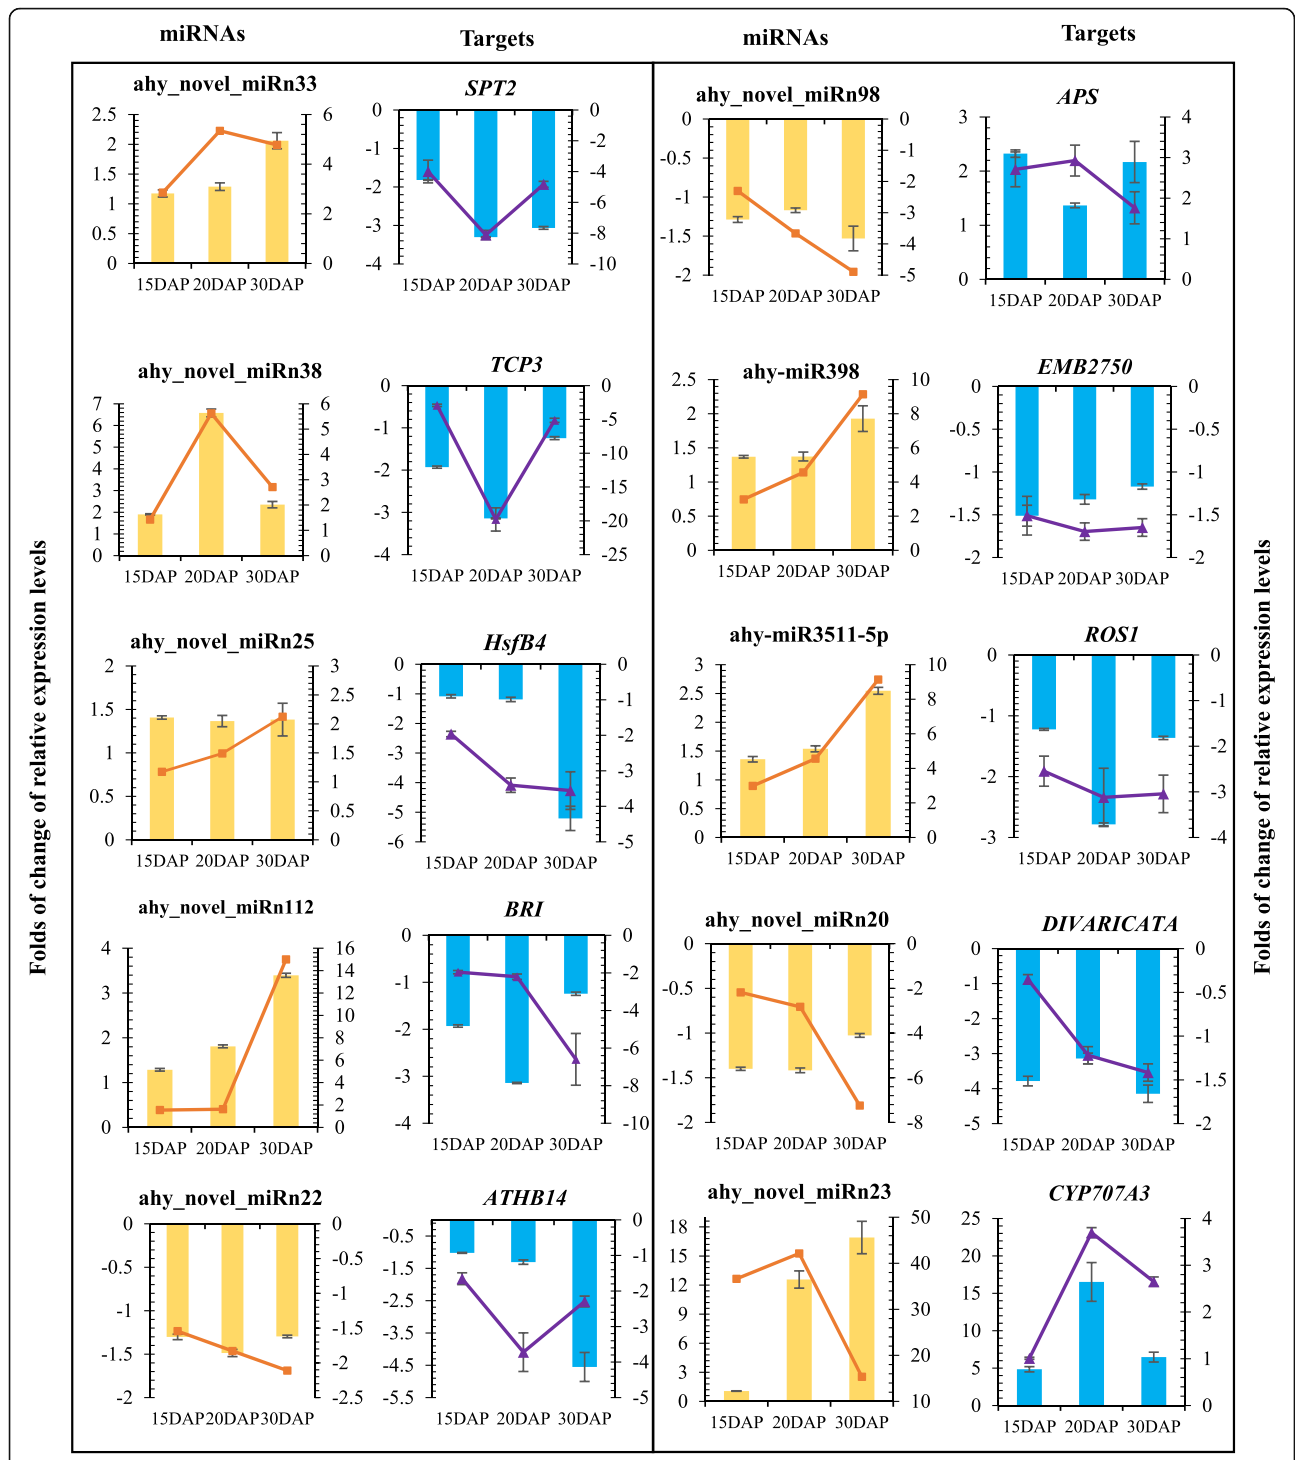 miRNAs Targets miRNAs Targets
ahy_novel_miRn33 SPT2 ahy_novel_miRn98 APS
2.5 2 1.5 1 0.5 0
6 4 2 0
15DAP 20DAP 30DAP
0 -1 -2 -3 -4
0 -2 -4 -6 -8 -10
15DAP 20DAP 30DAP
0 -0.5 -1 -1.5 -2
0 -1 -2 -3 -4 -5
15DAP 20DAP 30DAP
3 2 1 0
4 3 2 1 0
15DAP 20DAP 30DAP
ahy_novel_miRn38 TCP3 ahy-miR398 EMB2750
7 6 5 4 3 2 1 0
6 5 4 3 2 1 0
15DAP 20DAP 30DAP
0 -1 -2 -3 -4
0 -5 -10 -15 -20 -25
15DAP 20DAP 30DAP
2.5 2 1.5 1 0.5 0
10 8 6 4 2 0
15DAP 20DAP 30DAP
0 -0.5 -1 -1.5 -2
0 -0.5 -1 -1.5 -2
15DAP 20DAP 30DAP
ahy_novel_miRn25 HsfB4 ahy-miR3511-5p ROS1
2 1.5 1 0.5 0
3 2.5 2 1.5 1 0.5 0
15DAP 20DAP 30DAP
0 -1 -2 -3 -4 -5 -6
0 -1 -2 -3 -4 -5
15DAP 20DAP 30DAP
3 2.5 2 1.5 1 0.5 0
10 8 6 4 2 0
15DAP 20DAP 30DAP
0 -1 -2 -3
0 -1 -2 -3 -4
15DAP 20DAP 30DAP
ahy_novel_miRn112 BRI ahy_novel_miRn20 DIVARICATA
4 3 2 1 0
16 14 12 10 8 6 4 2 0
15DAP 20DAP 30DAP
0 -1 -2 -3 -4
0 -2 -4 -6 -8 -10
15DAP 20DAP 30DAP
0 -0.5 -1 -1.5 -2
0 -2 -4 -6 -8
15DAP 20DAP 30DAP
0 -1 -2 -3 -4 -5
0 -0.5 -1 -1.5 -2
15DAP 20DAP 30DAP
ahy_novel_miRn22 ATHB14 ahy_novel_miRn23 CYP707A3
0 -0.5 -1 -1.5 -2
0 -0.5 -1 -1.5 -2 -2.5
15DAP 20DAP 30DAP
-0.5 -1.5 -2.5 -3.5 -4.5 -5.5
0 -1 -2 -3 -4 -5
15DAP 20DAP 30DAP
18 15 12 9 6 3 0
50 40 30 20 10
15DAP 20DAP 30DAP
25 20 15 10 5 0
4 3 2 1 0
15DAP 20DAP 30DAP
Folds of change of relative expression levels
Folds of change of relative expression levels